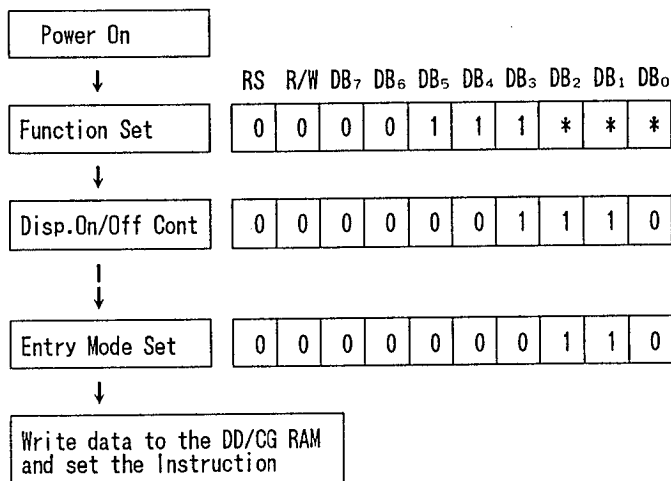 Power On
RS R/W DB₇ DB₆ DB₅ DB₄ DB₃ DB₂ DB₁ DB₀
Function Set 0 0 0 0 1 1 1 * * *
Disp.On/Off Cont 0 0 0 0 0 0 1 1 1 0
Entry Mode Set 0 0 0 0 0 0 0 1 1 0
Write data to the DD/CG RAM
and set the Instruction